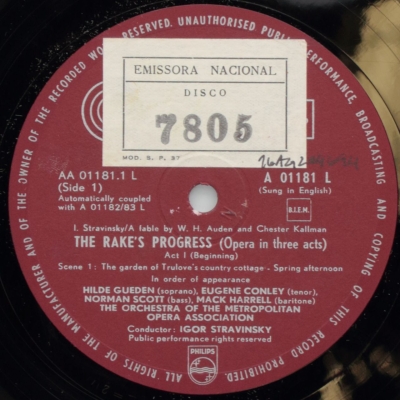 ALL RIGHTS OF THE MANUFACTURER AND OF THE OWNER OF THE RECORDED WORK RESERVED. UNAUTHORISED PUBLIC PERFORMANCE, BROADCASTING AND COPYING OF THIS RECORD PROHIBITED
EMISSORA NACIONAL
DISCO
7805
MOD. S. P. 37
AA 01181.1 L
A 01181 L
(Side 1)
(Sung in English)
Automatically coupled
with A 01182/83 L
B.I.E.M.
I. Stravinsky/A fable by W. H. Auden and Chester Kallman
THE RAKE'S PROGRESS (Opera in three acts)
Act I (Beginning)
Scene 1: The garden of Trulove's country cottage - Spring afternoon
In order of appearance
HILDE GUEDEN (soprano), EUGENE CONLEY (tenor),
NORMAN SCOTT (bass), MACK HARRELL (baritone)
THE ORCHESTRA OF THE METROPOLITAN
OPERA ASSOCIATION
Conductor: IGOR STRAVINSKY
Public performance rights reserved
PHILIPS